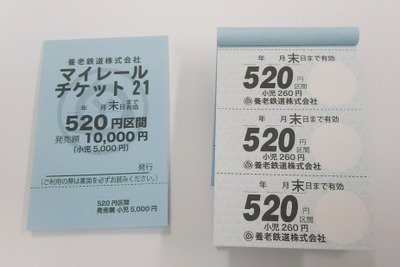 養老鉄道株式会社
マイレール
チケット 21
年 月末日まで有効
520円区間
発売額 10,000円
(小児 5,000円)
発行
(ご利用の際は裏面を必ずお読みください。)
520円区間
発売額 小児 5,000円
年 月末日まで有効
520円区間
小児 260円
養老鉄道株式会社
年 月末日まで有効
520円区間
小児 260円
養老鉄道株式会社
年 月末日まで有効
520円区間
小児 260円
養老鉄道株式会社